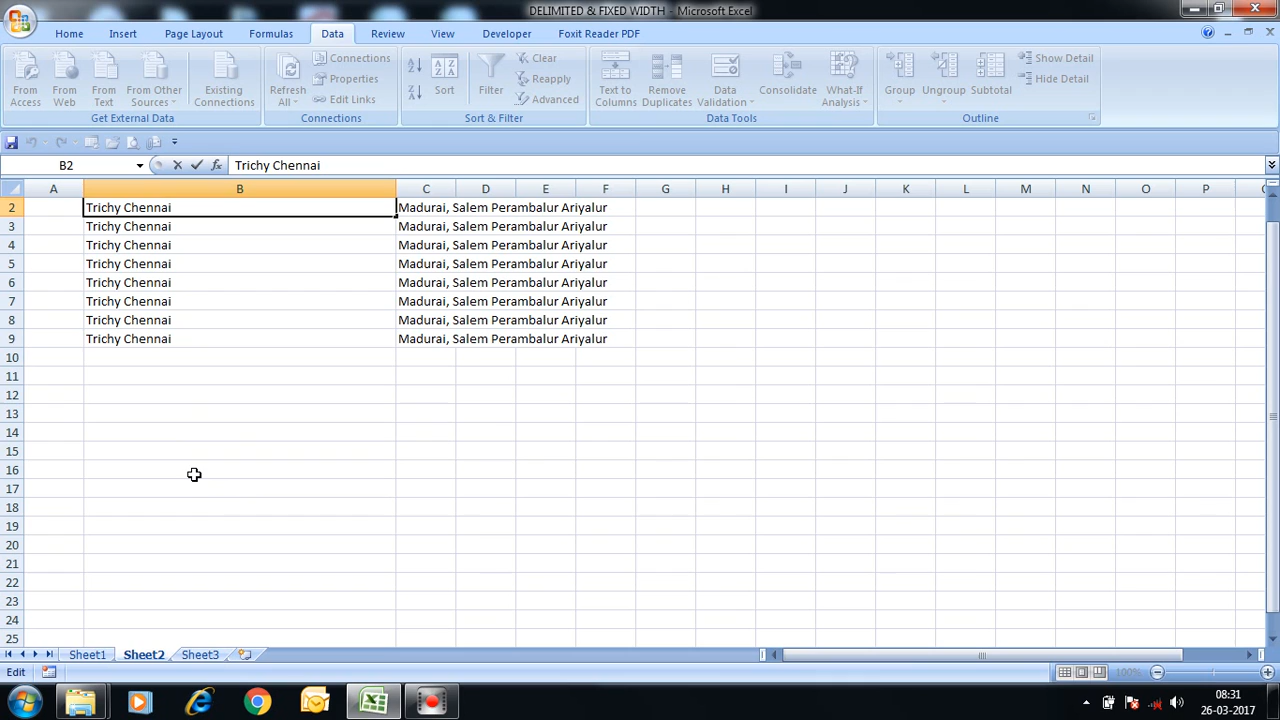 DELIMITED & FIXED WIDTH - Microsoft Excel
Home Insert Page Layout Formulas Data Review View Developer Foxit Reader PDF
From Access From Web From Text From Other Sources Existing Connections Refresh All Connections Properties Edit Links Sort Filter Clear Reapply Advanced Text to Columns Remove Duplicates Data Validation Consolidate What-If Analysis Group Ungroup Subtotal Show Detail Hide Detail
Get External Data Connections Sort & Filter Data Tools Outline
B2 Trichy Chennai
A B C D E F G H I J K L M N O P
2 Trichy Chennai Madurai, Salem Perambalur Ariyalur
3 Trichy Chennai Madurai, Salem Perambalur Ariyalur
4 Trichy Chennai Madurai, Salem Perambalur Ariyalur
5 Trichy Chennai Madurai, Salem Perambalur Ariyalur
6 Trichy Chennai Madurai, Salem Perambalur Ariyalur
7 Trichy Chennai Madurai, Salem Perambalur Ariyalur
8 Trichy Chennai Madurai, Salem Perambalur Ariyalur
9 Trichy Chennai Madurai, Salem Perambalur Ariyalur
10
11
12
13
14
15
16
17
18
19
20
21
22
23
24
25
Sheet1 Sheet2 Sheet3
Edit 100%
08:31
26-03-2017